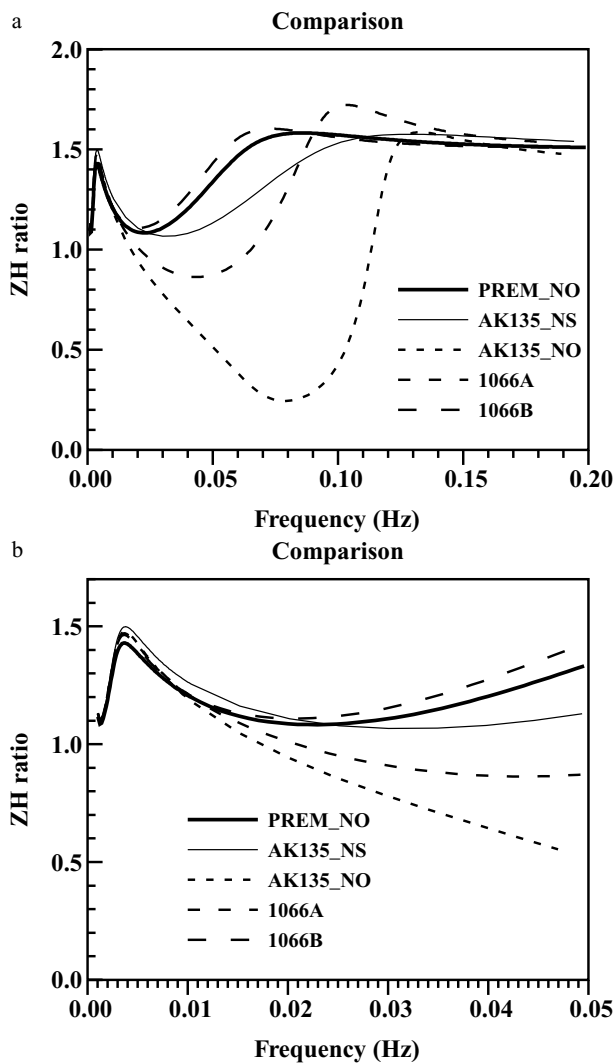 a
Comparison
2.0
1.5
1.0
0.5
0.0
ZH ratio
PREM_NO
AK135_NS
AK135_NO
1066A
1066B
0.00 0.05 0.10 0.15 0.20
Frequency (Hz)
b
Comparison
1.5
1.0
0.5
0.0
ZH ratio
PREM_NO
AK135_NS
AK135_NO
1066A
1066B
0.00 0.01 0.02 0.03 0.04 0.05
Frequency (Hz)